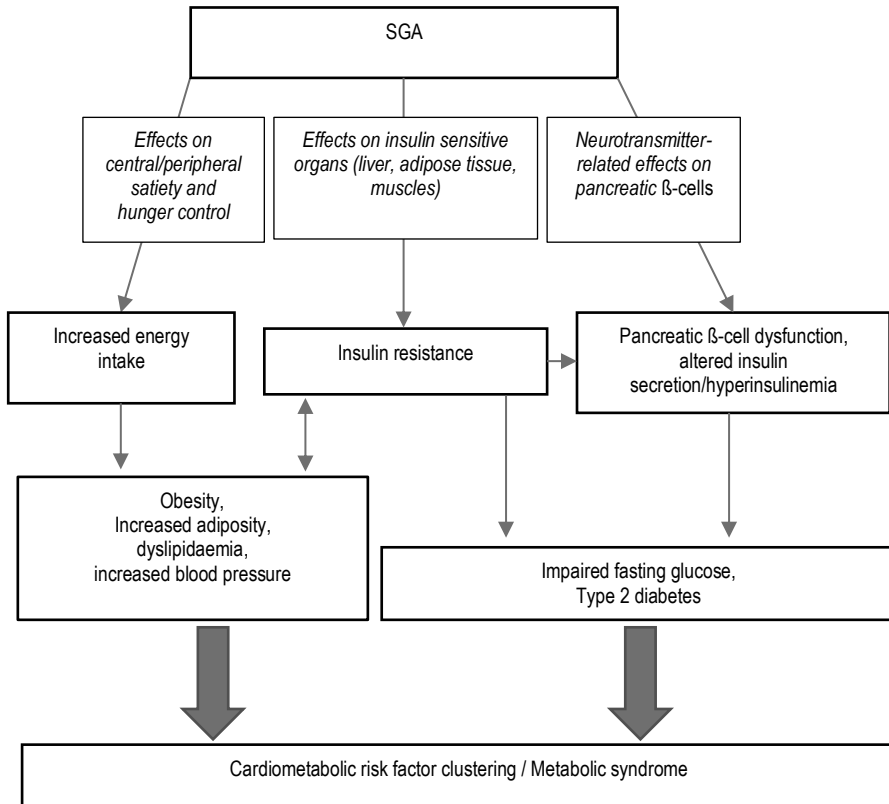 SGA
Effects on
central/peripheral
satiety and
hunger control
Effects on insulin sensitive
organs (liver, adipose tissue,
muscles)
Neurotransmitter-
related effects on
pancreatic ß-cells
Increased energy
intake
Insulin resistance
Pancreatic ß-cell dysfunction,
altered insulin
secretion/hyperinsulinemia
Obesity,
Increased adiposity,
dyslipidaemia,
increased blood pressure
Impaired fasting glucose,
Type 2 diabetes
Cardiometabolic risk factor clustering / Metabolic syndrome